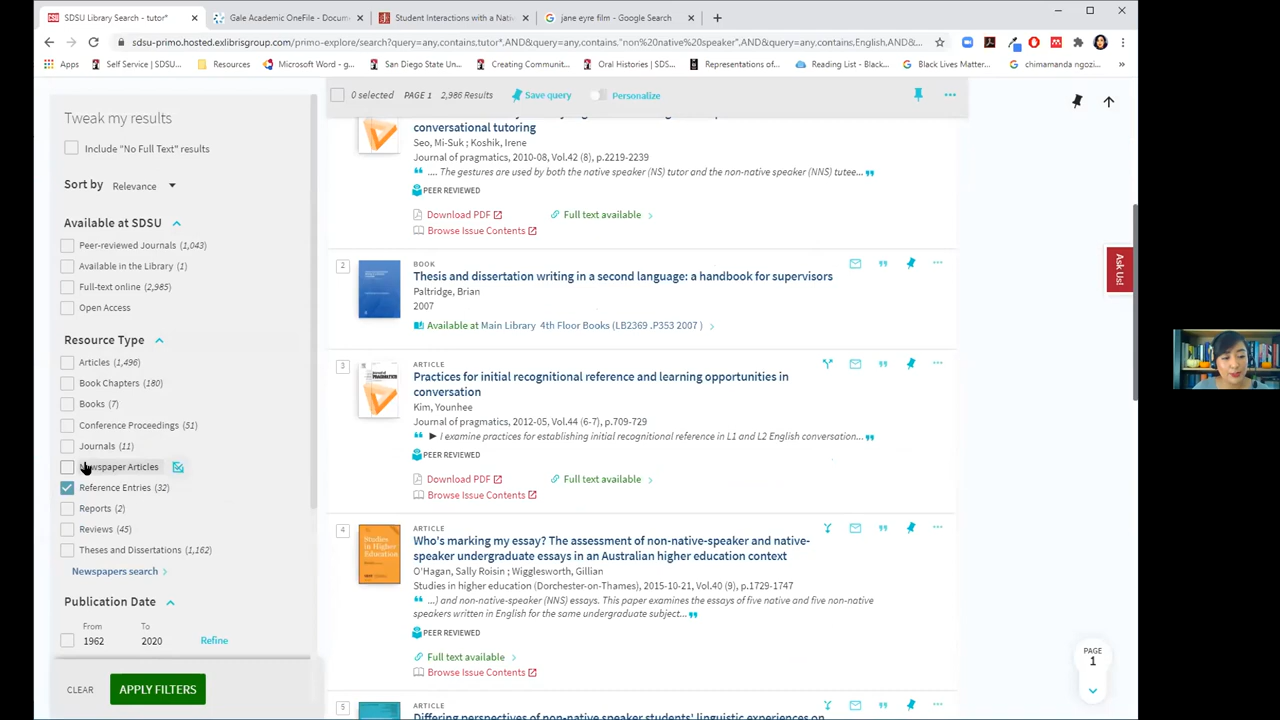 SDSU Library Search - tutor*
Gale Academic OneFile - Docum
Student Interactions with a Nativ
jane eyre film - Google Search
sdsu-primo.hosted.exlibrisgroup.com/primo-explore/search?query=any,contains,tutor*,AND&query=any,contains,"non%20native%20speaker",AND&query=any,contains,English,AND&...
Apps
Self Service | SDSU...
Resources
Microsoft Word - g...
San Diego State Un...
Creating Communit...
Oral Histories | SDS...
Representations of...
Reading List - Black...
Black Lives Matter...
chimamanda ngozi...
Tweak my results
Include "No Full Text" results
Sort by Relevance
Available at SDSU
Peer-reviewed Journals (1,043)
Available in the Library (1)
Full-text online (2,985)
Open Access
Resource Type
Articles (1,496)
Book Chapters (180)
Books (7)
Conference Proceedings (51)
Journals (11)
Newspaper Articles
Reference Entries (32)
Reports (2)
Reviews (45)
Theses and Dissertations (1,162)
Newspapers search
Publication Date
From To
1962 2020 Refine
CLEAR APPLY FILTERS
0 selected PAGE 1 2,986 Results Save query Personalize
conversational tutoring
Seo, Mi-Suk ; Koshik, Irene
Journal of pragmatics, 2010-08, Vol.42 (8), p.2219-2239
.... The gestures are used by both the native speaker (NS) tutor and the non-native speaker (NNS) tutee...
PEER REVIEWED
Download PDF Full text available
Browse Issue Contents
2
BOOK
Thesis and dissertation writing in a second language: a handbook for supervisors
Paltridge, Brian
2007
Available at Main Library 4th Floor Books (LB2369 .P353 2007 )
3
ARTICLE
Practices for initial recognitional reference and learning opportunities in
conversation
Kim, Younhee
Journal of pragmatics, 2012-05, Vol.44 (6-7), p.709-729
► I examine practices for establishing initial recognitional reference in L1 and L2 English conversation...
PEER REVIEWED
Download PDF Full text available
Browse Issue Contents
4
Studies in Higher Education
ARTICLE
Who's marking my essay? The assessment of non-native-speaker and native-
speaker undergraduate essays in an Australian higher education context
O'Hagan, Sally Roisin ; Wigglesworth, Gillian
Studies in higher education (Dorchester-on-Thames), 2015-10-21, Vol.40 (9), p.1729-1747
...) and non-native-speaker (NNS) essays. This paper examines the essays of five native and five non-native
speakers written in English for the same undergraduate subject...
PEER REVIEWED
Full text available
Browse Issue Contents
5
ARTICLE
Differing perspectives of non-native speaker students' linguistic experiences on
Ask Us!
PAGE
1